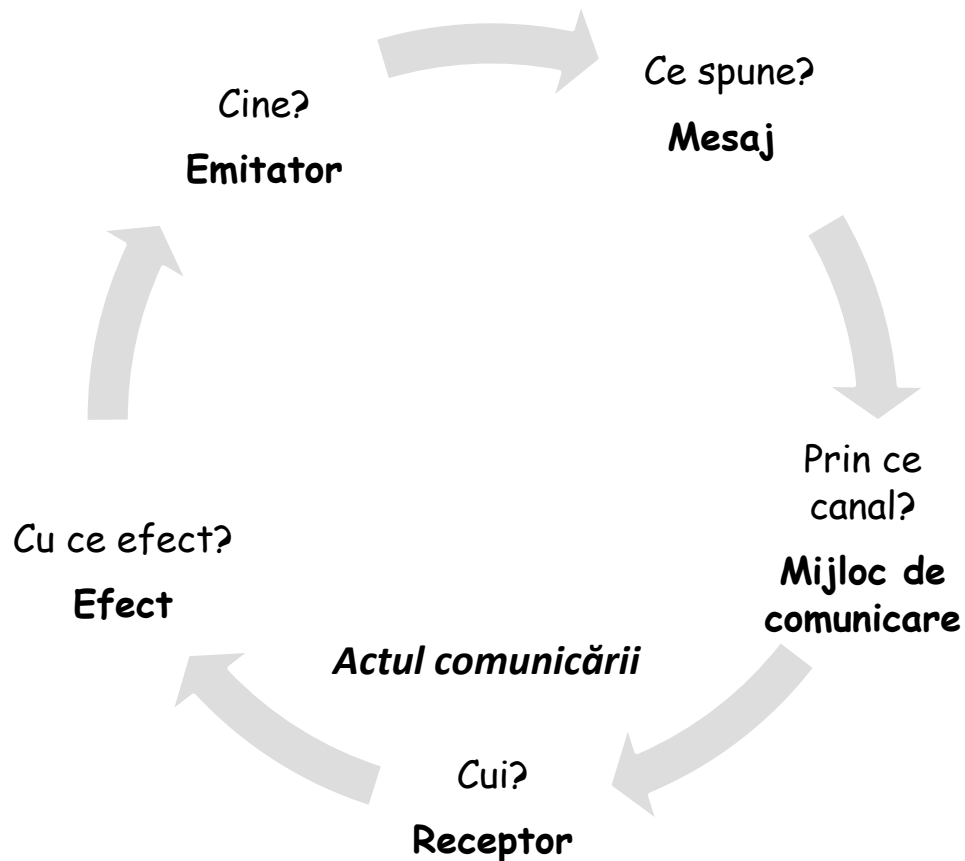 Cine?
Emitator
Ce spune?
Mesaj
Prin ce
canal?
Mijloc de
comunicare
Cui?
Receptor
Cu ce efect?
Efect
Actul comunicării